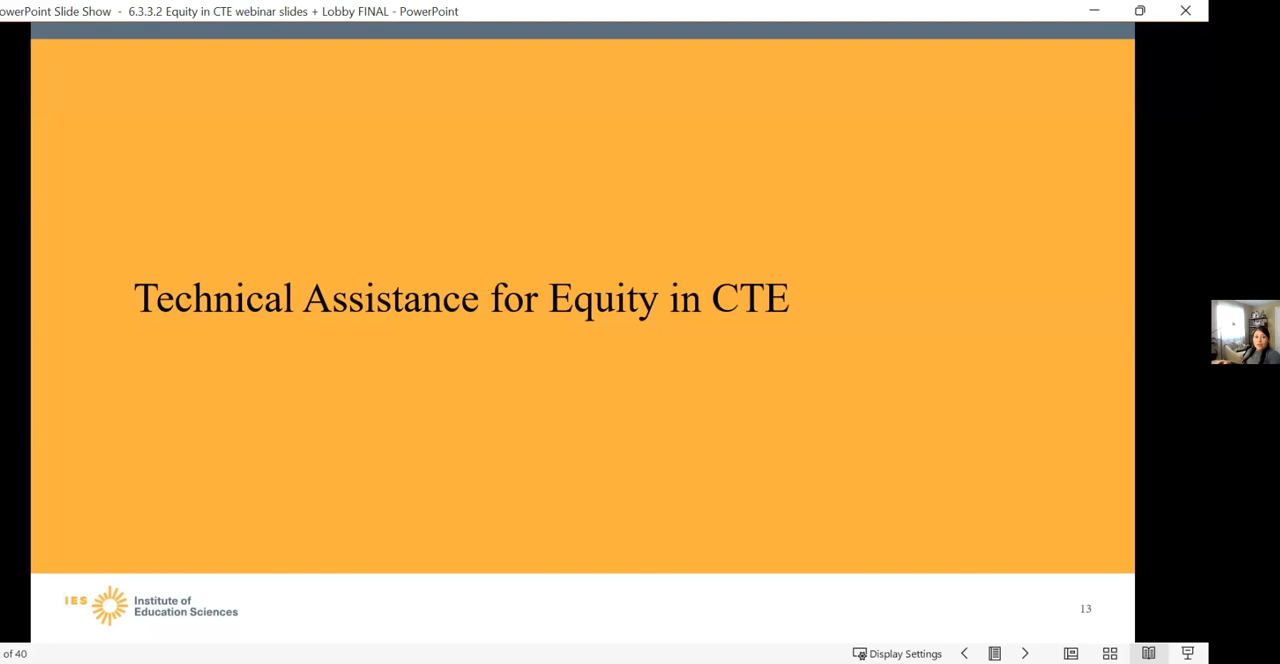 owerPoint Slide Show - 6.3.3.2 Equity in CTE webinar slides + Lobby FINAL - PowerPoint
Technical Assistance for Equity in CTE
IES Institute of
Education Sciences
13
of 40
Display Settings